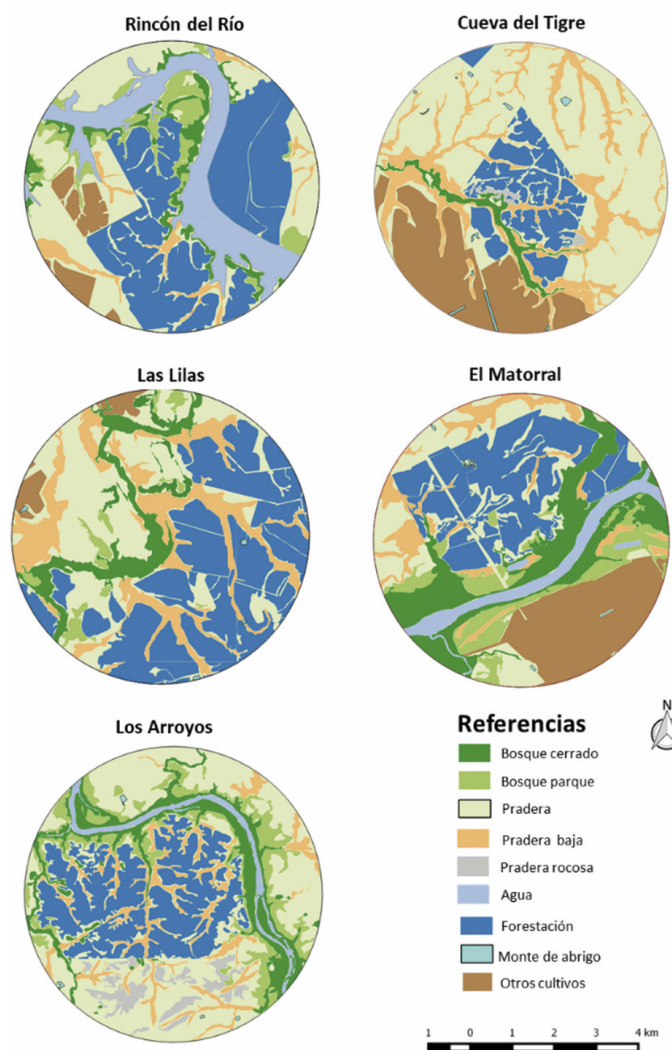 Rincón del Río
Cueva del Tigre
Las Lilas
El Matorral
Los Arroyos
Referencias
Bosque cerrado
Bosque parque
Pradera
Pradera baja
Pradera rocosa
Agua
Forestación
Monte de abrigo
Otros cultivos
N
1 0 1 2 3 4 km